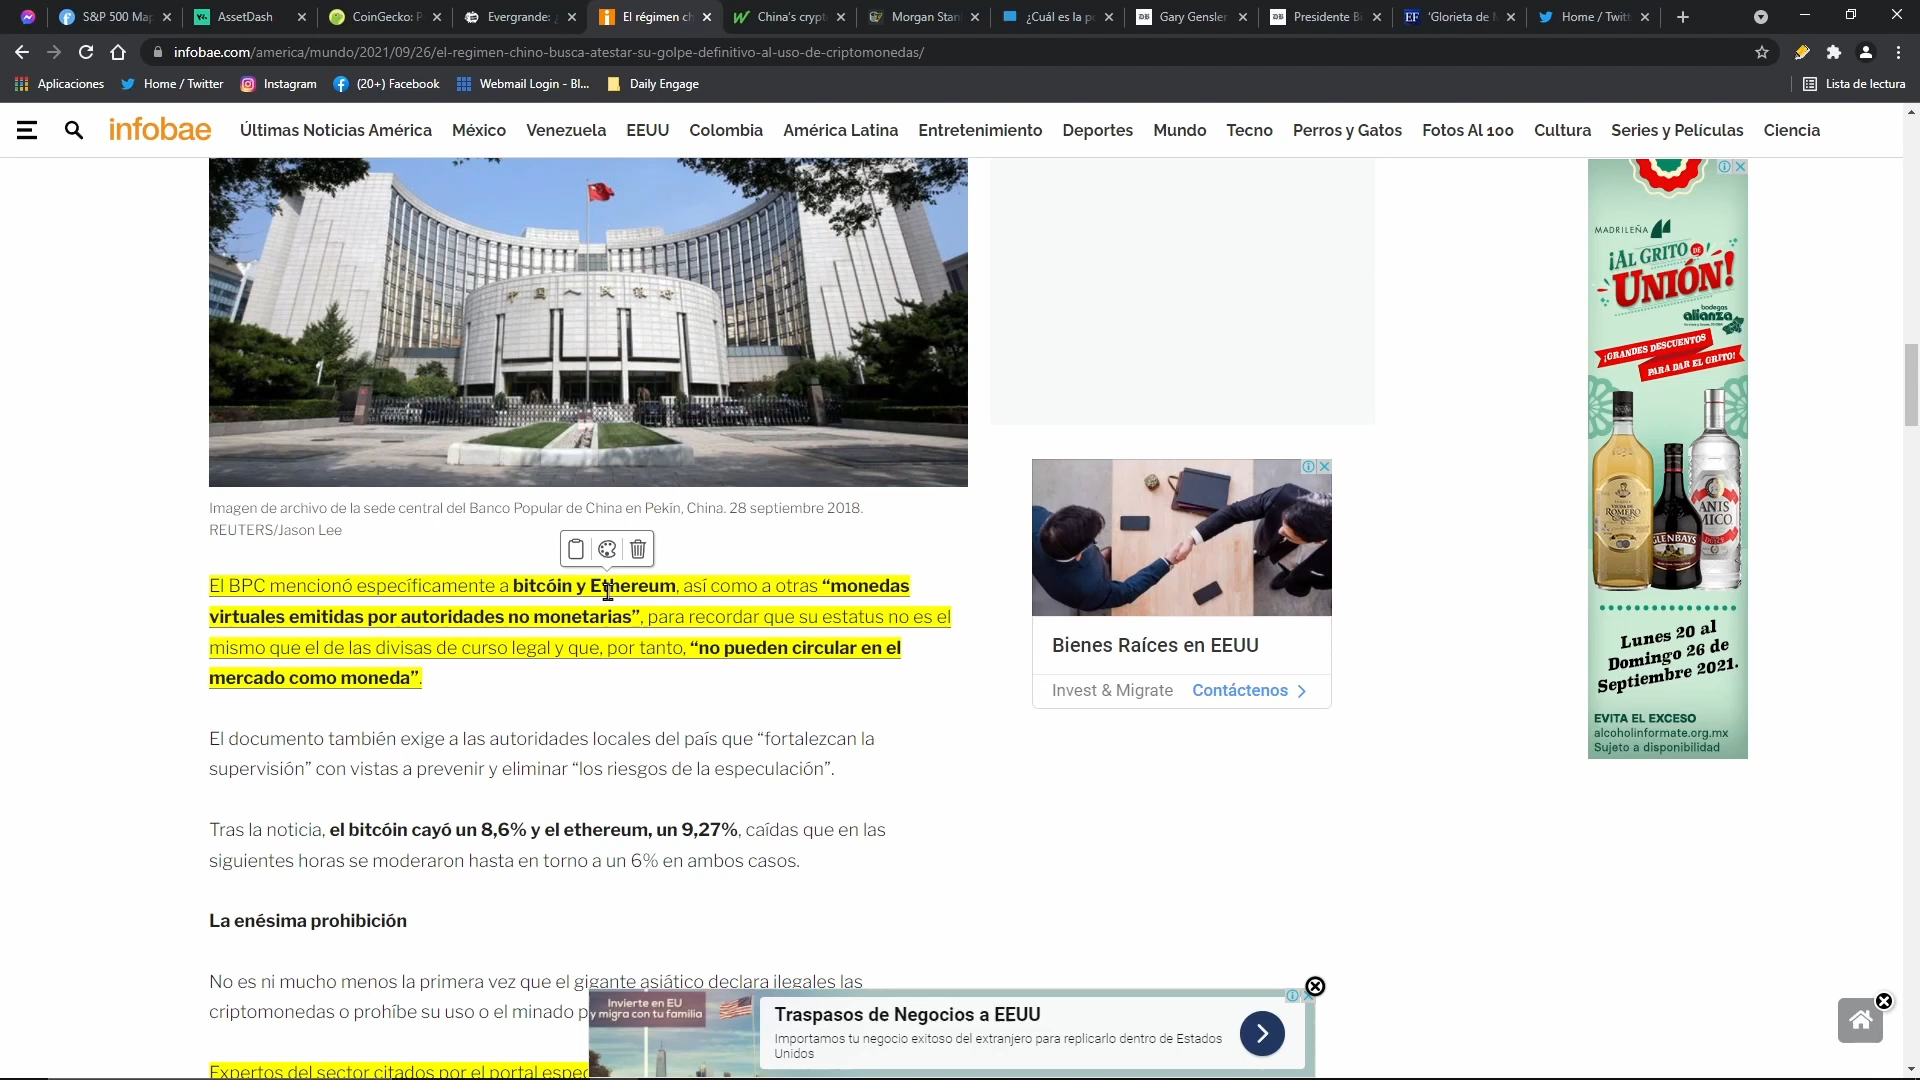 S&P 500 Map
AssetDash
CoinGecko: P
Evergrande: ¿
El régimen ch
China's crypt
Morgan Stan
¿Cuál es la p
Gary Gensler
Presidente Bi
'Glorieta de
Home / Twitt
infobae.com/america/mundo/2021/09/26/el-regimen-chino-busca-atestar-su-golpe-definitivo-al-uso-de-criptomonedas/
Aplicaciones
Home / Twitter
Instagram
(20+) Facebook
Webmail Login - Bl...
Daily Engage
Lista de lectura
infobae
Últimas Noticias América
México
Venezuela
EEUU
Colombia
América Latina
Entretenimiento
Deportes
Mundo
Tecno
Perros y Gatos
Fotos Al 100
Cultura
Series y Películas
Ciencia
中国人民银行
Imagen de archivo de la sede central del Banco Popular de China en Pekín, China. 28 septiembre 2018.
REUTERS/Jason Lee
El BPC mencionó específicamente a bitcóin y Ethereum, así como a otras “monedas
virtuales emitidas por autoridades no monetarias”, para recordar que su estatus no es el
mismo que el de las divisas de curso legal y que, por tanto, “no pueden circular en el
mercado como moneda”.
El documento también exige a las autoridades locales del país que “fortalezcan la
supervisión” con vistas a prevenir y eliminar “los riesgos de la especulación”.
Tras la noticia, el bitcóin cayó un 8,6% y el ethereum, un 9,27%, caídas que en las
siguientes horas se moderaron hasta en torno a un 6% en ambos casos.
La enésima prohibición
No es ni mucho menos la primera vez que el gigante asiático declara ilegales las
criptomonedas o prohíbe su uso o el minado p
Expertos del sector citados por el portal espec
Bienes Raíces en EEUU
Invest & Migrate
Contáctenos
MADRILEÑA
¡AL GRITO
DE
UNIÓN!
bodegas
alianza
¡GRANDES DESCUENTOS
PARA DAR EL GRITO!
ROMERO
GLENBAYS
ANIS
MICO
Lunes 20 al
Domingo 26 de
Septiembre 2021.
EVITA EL EXCESO
alcoholinformate.org.mx
Sujeto a disponibilidad
Invierte en EU
y migra con tu familia
Traspasos de Negocios a EEUU
Importamos tu negocio exitoso del extranjero para replicarlo dentro de Estados
Unidos